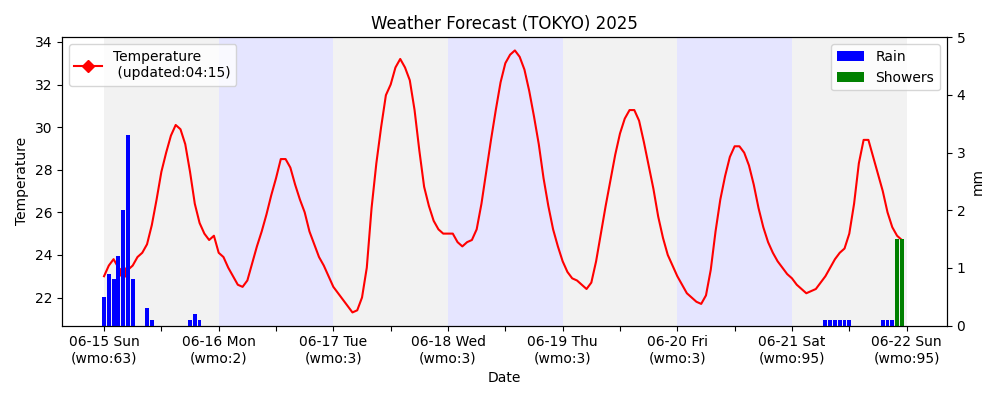 Weather Forecast (TOKYO) 2025
Temperature
(updated:04:15)
Rain
Showers
Temperature
34
32
30
28
26
24
22
5
4
3
2
1
0
mm
06-15 Sun
(wmo:63)
06-16 Mon
(wmo:2)
06-17 Tue
(wmo:3)
06-18 Wed
(wmo:3)
06-19 Thu
(wmo:3)
06-20 Fri
(wmo:3)
06-21 Sat
(wmo:95)
06-22 Sun
(wmo:95)
Date